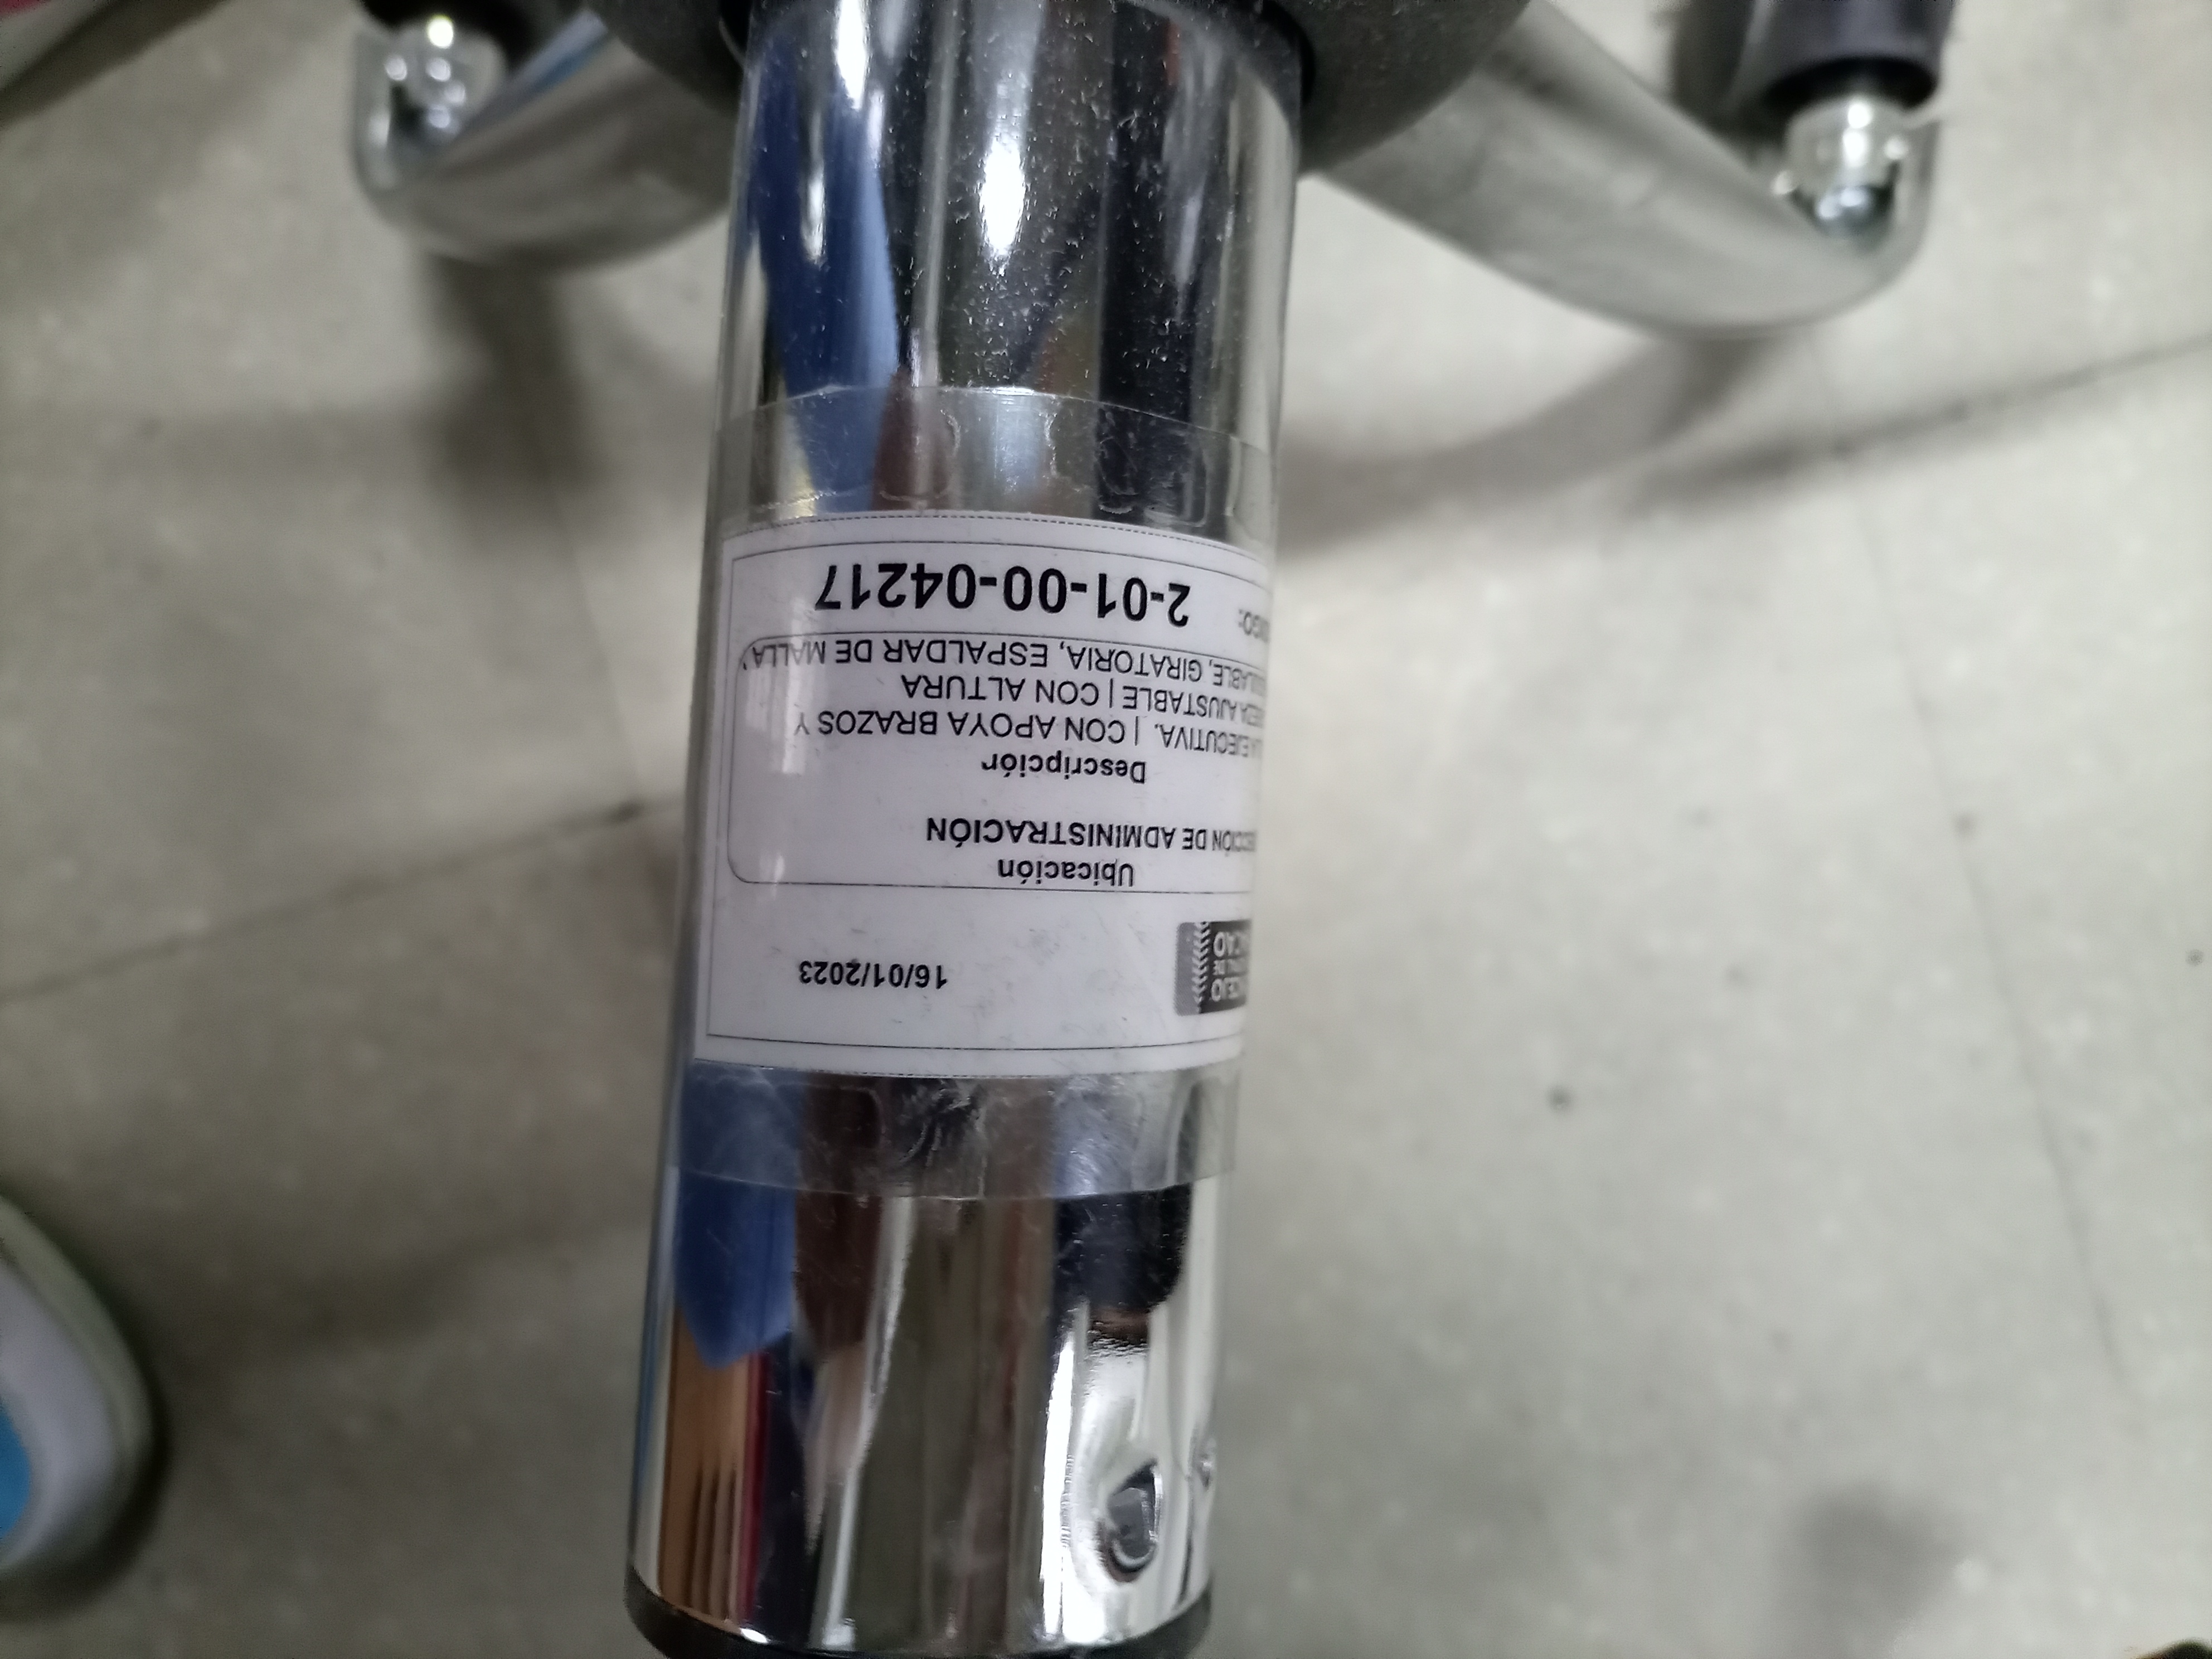 16/01/2023
Ubicación
DE ADMINISTRACIÓN
Descripción
EJECUTIVA. | CON APOYA BRAZOS Y
AJUSTABLE | CON ALTURA
GIRATORIA, ESPALDAR DE MALLA Y
2-01-00-04217